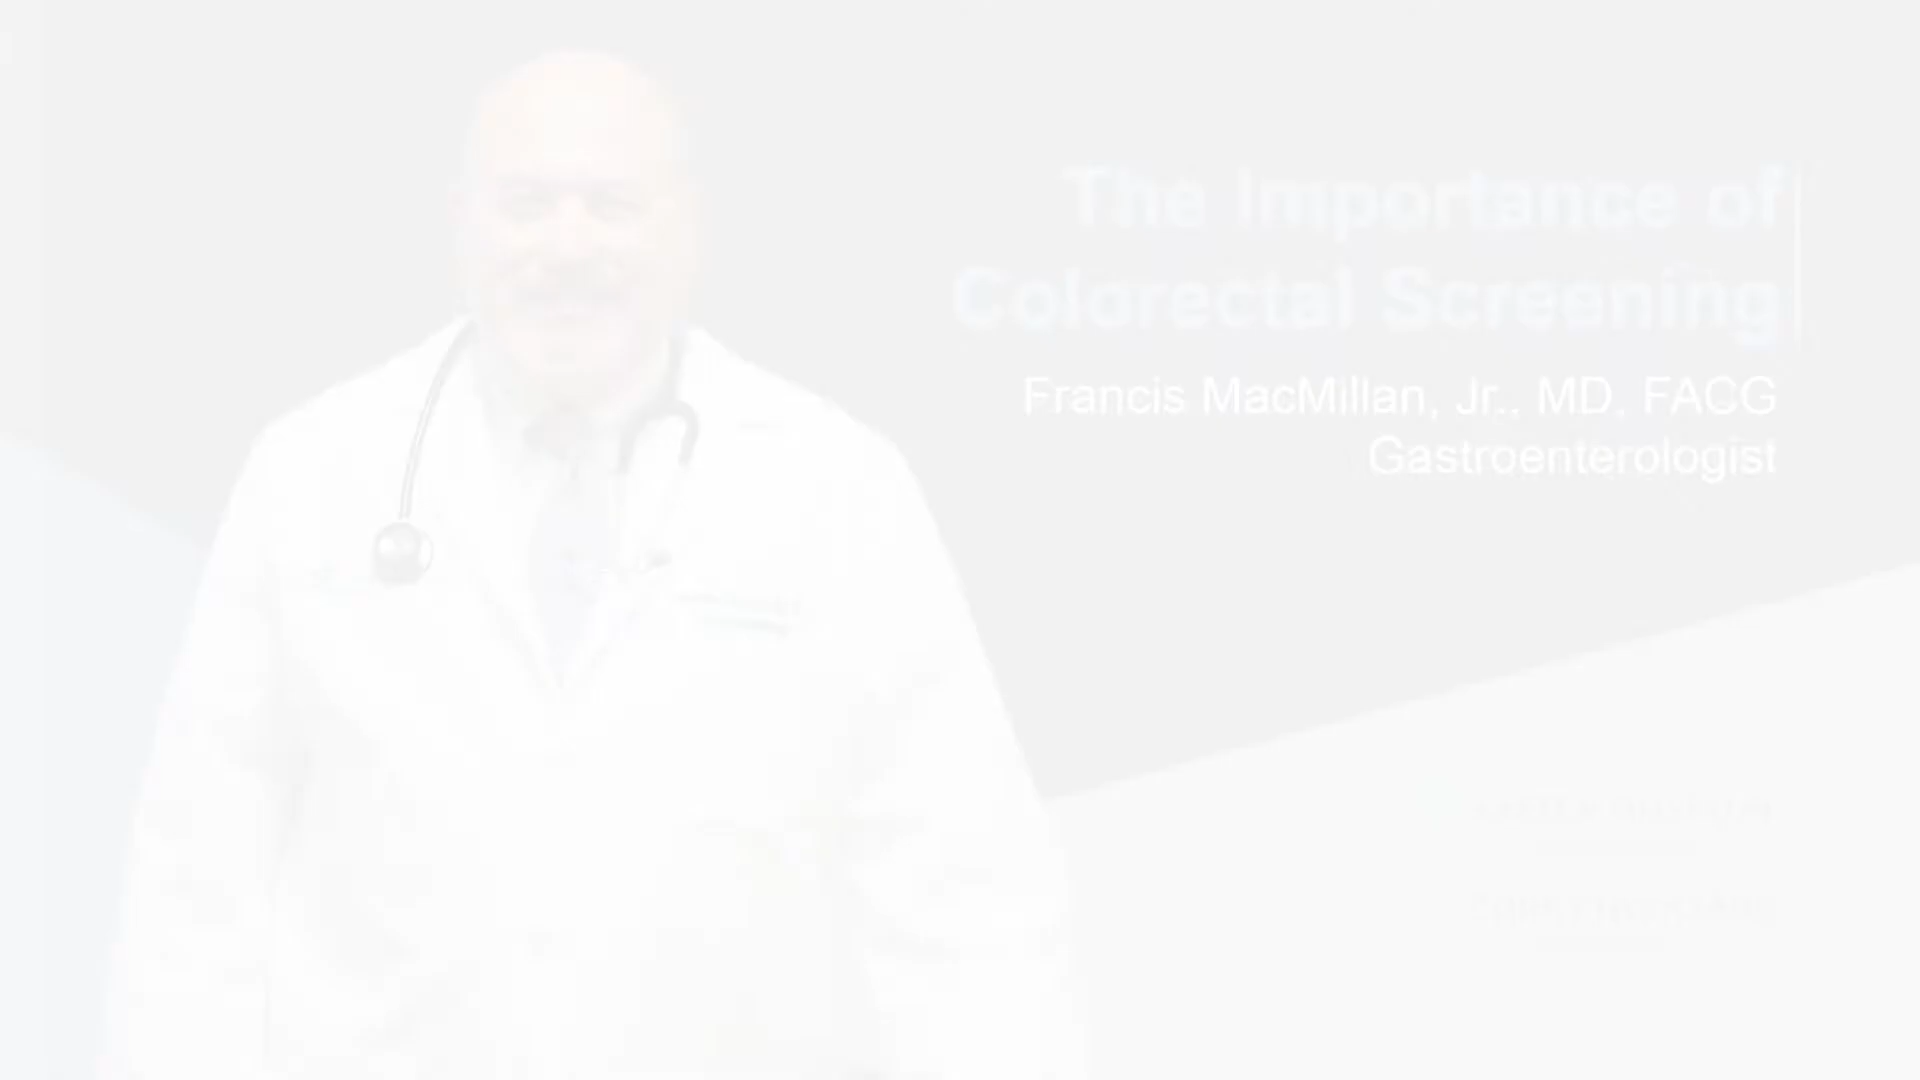 The Importance of
Colorectal Screening
Francis MacMillan, Jr., MD, FACG
Gastroenterologist